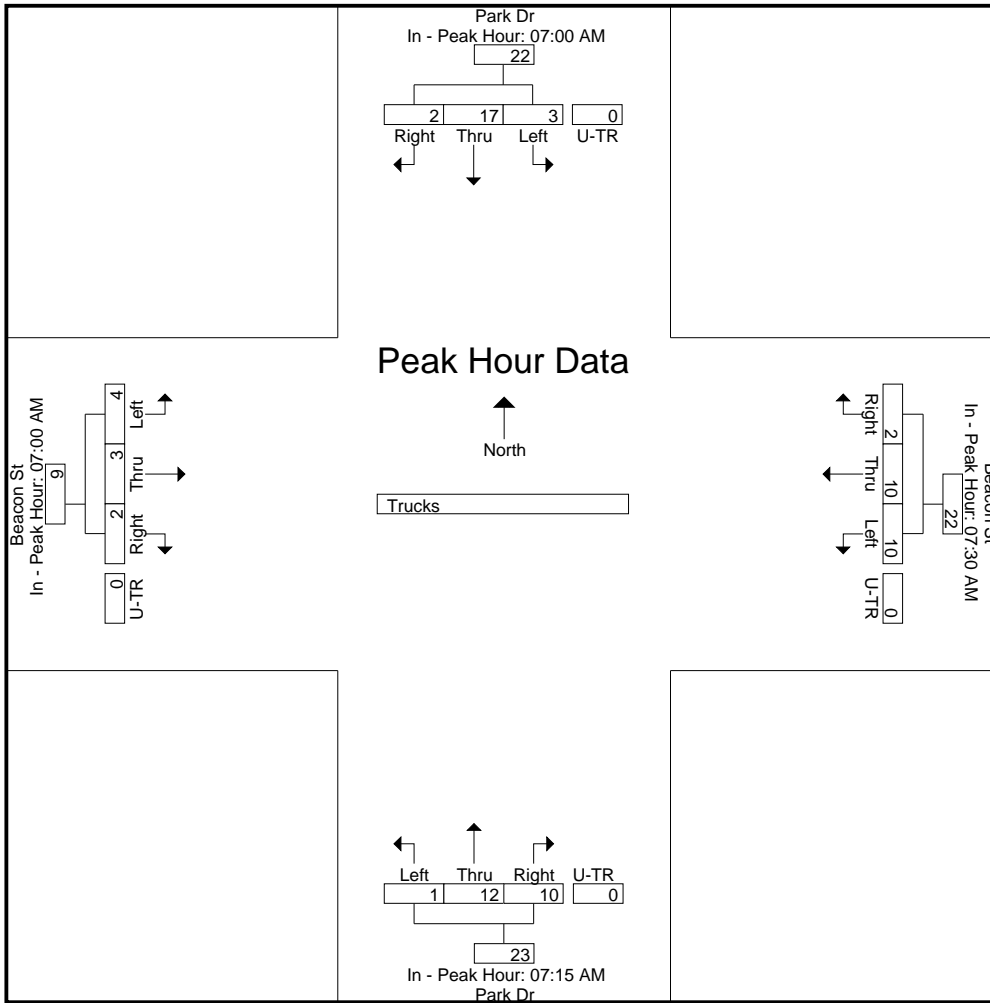 Park Dr
In - Peak Hour: 07:00 AM
22
2 17 3 0
Right Thru Left U-TR
Peak Hour Data
North
Trucks
Beacon St
In - Peak Hour: 07:00 AM
9
4 3 2 0
Left Thru Right U-TR
Beacon St
In - Peak Hour: 07:30 AM
22
2 10 10 0
Right Thru Left U-TR
Left Thru Right U-TR
1 12 10 0
23
In - Peak Hour: 07:15 AM
Park Dr